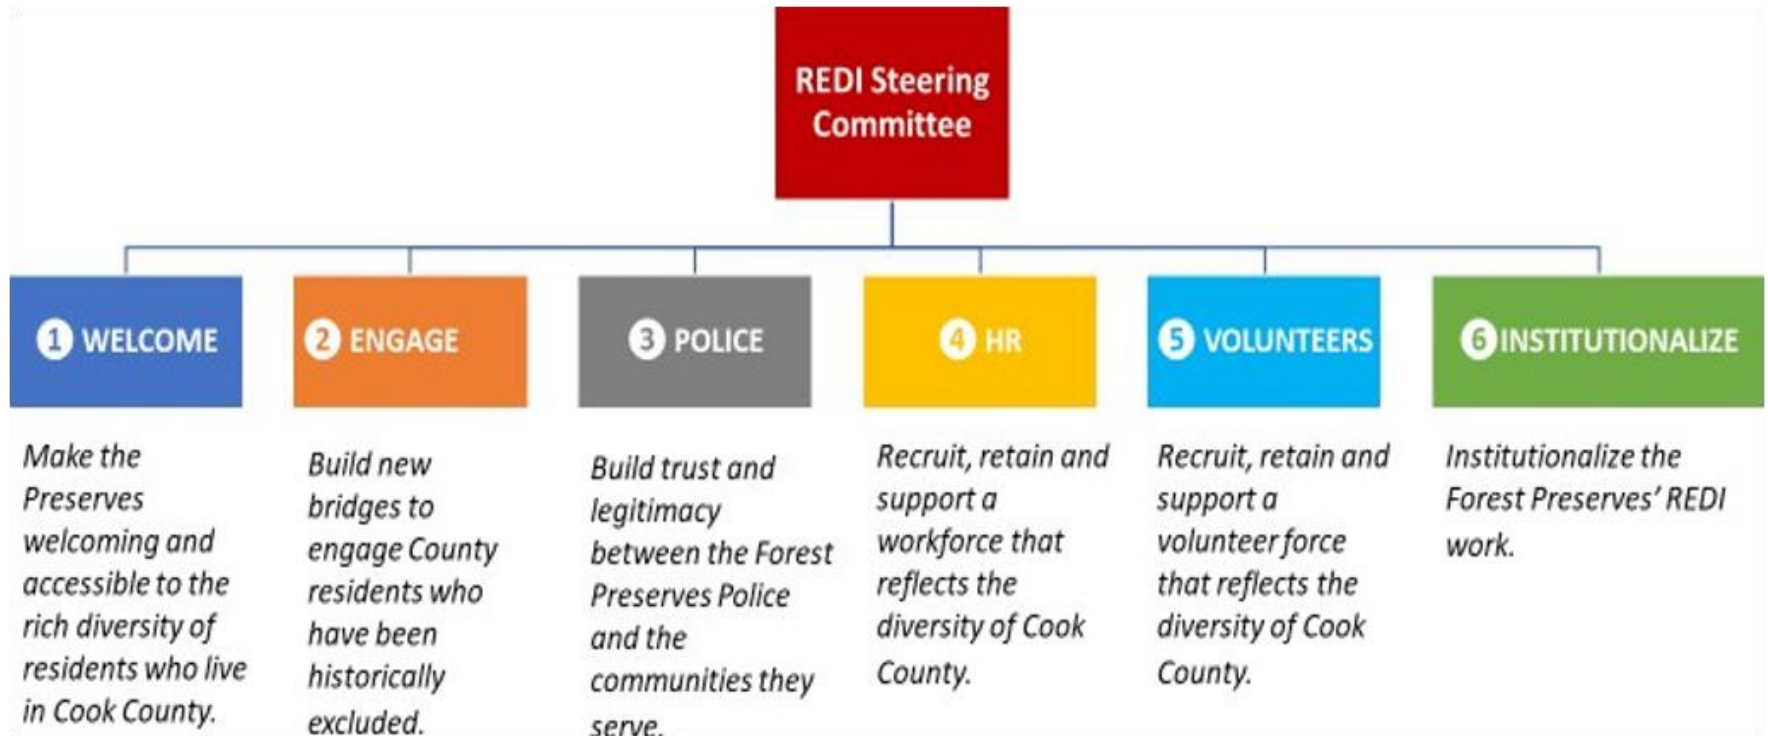 REDI Steering
Committee
1 WELCOME
Make the
Preserves
welcoming and
accessible to the
rich diversity of
residents who live
in Cook County.
2 ENGAGE
Build new
bridges to
engage County
residents who
have been
historically
excluded.
3 POLICE
Build trust and
legitimacy
between the Forest
Preserves Police
and the
communities they
serve.
4 HR
Recruit, retain and
support a
workforce that
reflects the
diversity of Cook
County.
5 VOLUNTEERS
Recruit, retain and
support a
volunteer force
that reflects the
diversity of Cook
County.
6 INSTITUTIONALIZE
Institutionalize the
Forest Preserves’ REDI
work.